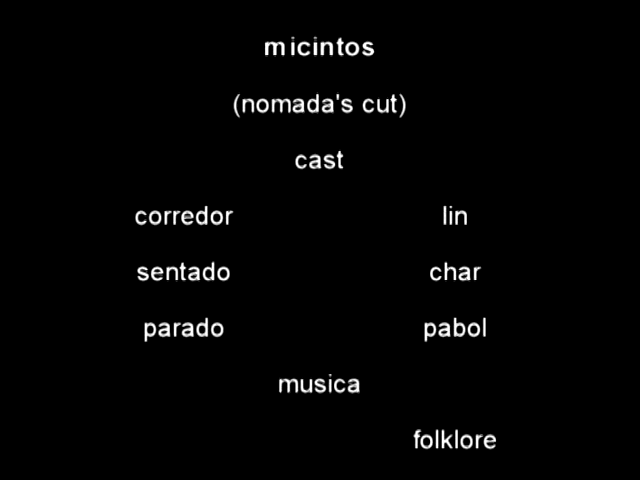 micintos
(nomada's cut)
cast
corredor lin
sentado char
parado pabol
musica
folklore